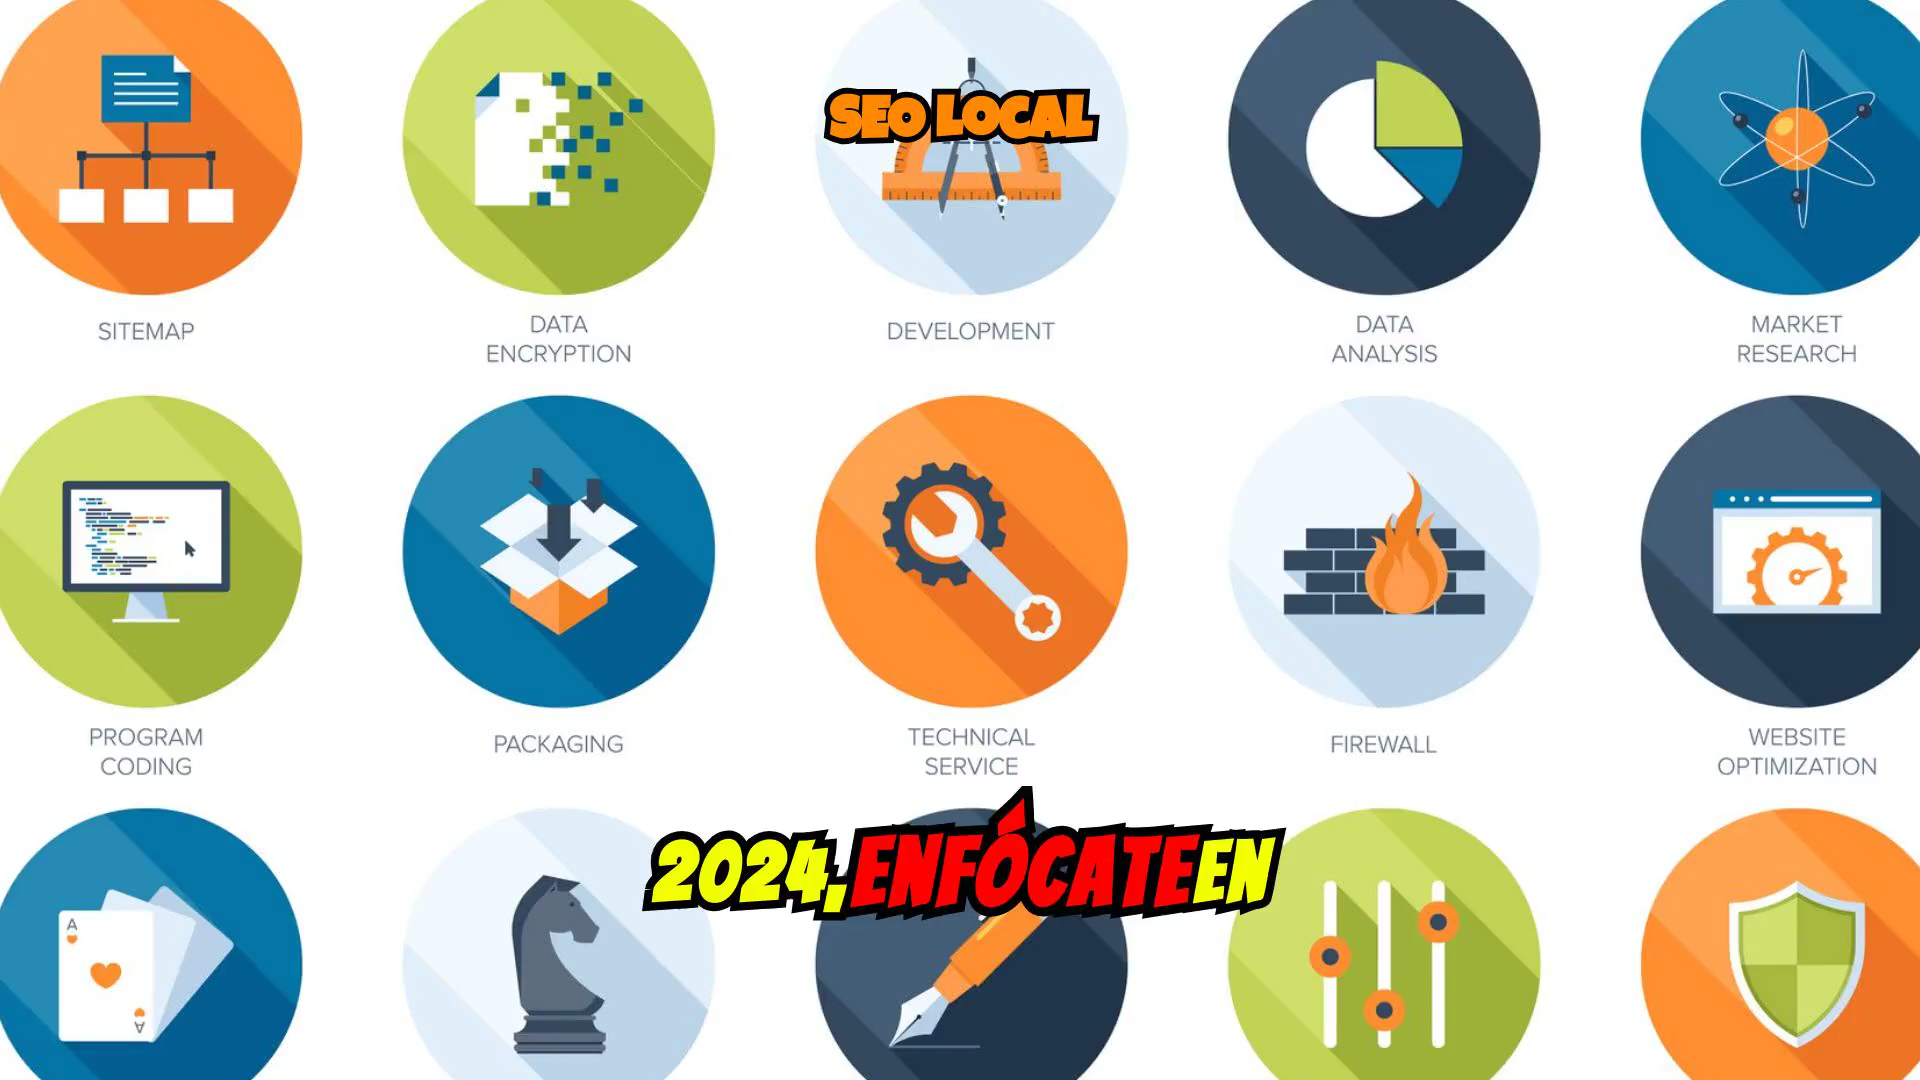 SEO LOCAL
SITEMAP
DATA
ENCRYPTION
DEVELOPMENT
DATA
ANALYSIS
MARKET
RESEARCH
PROGRAM
CODING
PACKAGING
TECHNICAL
SERVICE
FIREWALL
WEBSITE
OPTIMIZATION
2024, ENFÓCATE EN
A
A